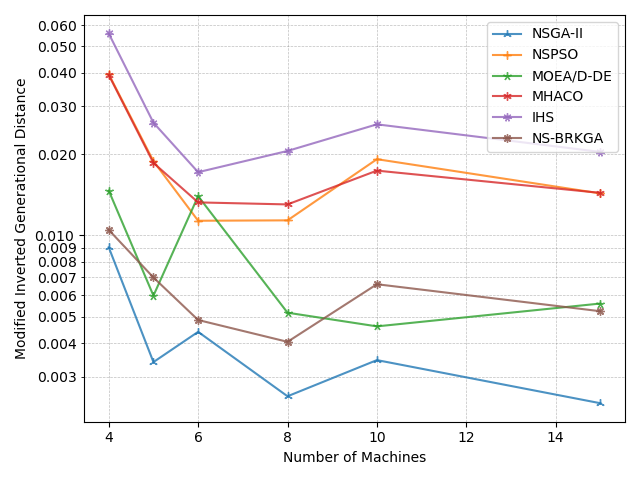 0.060
0.050
0.040
0.030
0.020
0.010
0.009
0.008
0.007
0.006
0.005
0.004
0.003
Modified Inverted Generational Distance
NSGA-II
NSPSO
MOEA/D-DE
MHACO
IHS
NS-BRKGA
4 6 8 10 12 14
Number of Machines